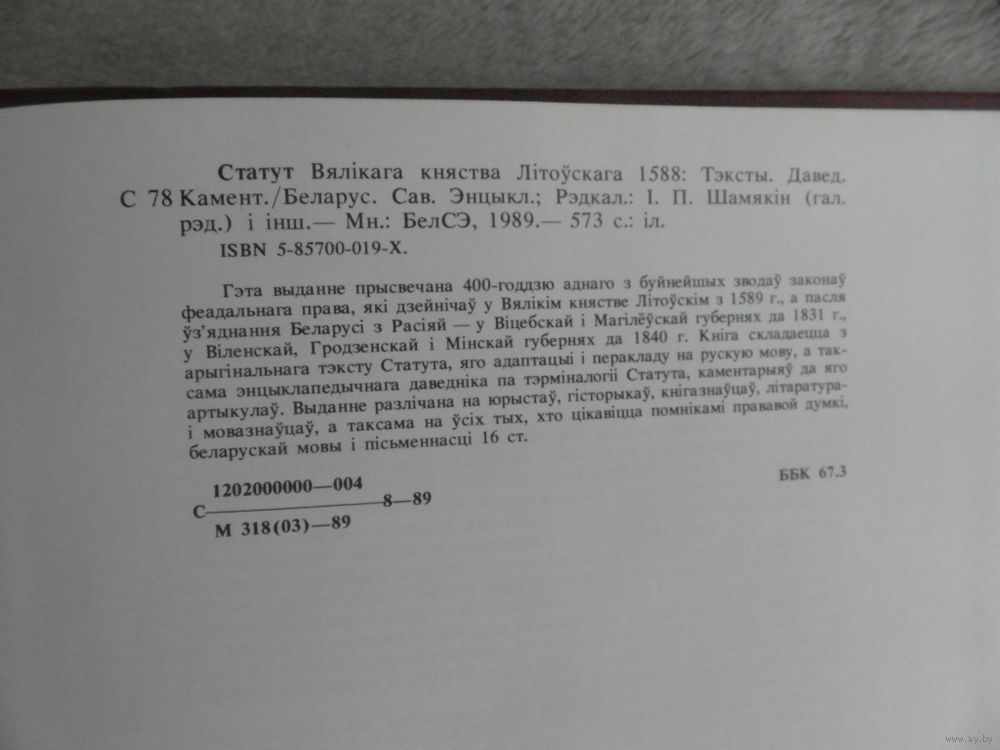 Статут Вялікага княства Літоўскага 1588: Тэксты. Давед.
С 78 Камент./Беларус. Сав. Энцыкл.; Рэдкал.: І. П. Шамякін (гал.
рэд.) і інш.— Мн.: БелСЭ, 1989.— 573 с.: іл.
ISBN 5-85700-019-X.
Гэта выданне прысвечана 400-годдзю аднаго з буйнейшых зводаў законаў
феадальнага права, які дзейнічаў у Вялікім княстве Літоўскім з 1589 г., а пасля
ўз’яднання Беларусі з Расіяй — у Віцебскай і Магілёўскай губернях да 1831 г.,
у Віленскай, Гродзенскай і Мінскай губернях да 1840 г. Кніга складаецца з
арыгінальнага тэксту Статута, яго адаптацыі і перакладу на рускую мову, а так-
сама энцыклапедычнага даведніка па тэрміналогіі Статута, каментарыяў да яго
артыкулаў. Выданне разлічана на юрыстаў, гісторыкаў, кнігазнаўцаў, літаратура-
і мовазнаўцаў, а таксама на ўсіх тых, хто цікавіцца помнікамі прававой думкі,
беларускай мовы і пісьменнасці 16 ст.
1202000000—004
С 8—89
М 318(03)—89
ББК 67.3
www.ay.by